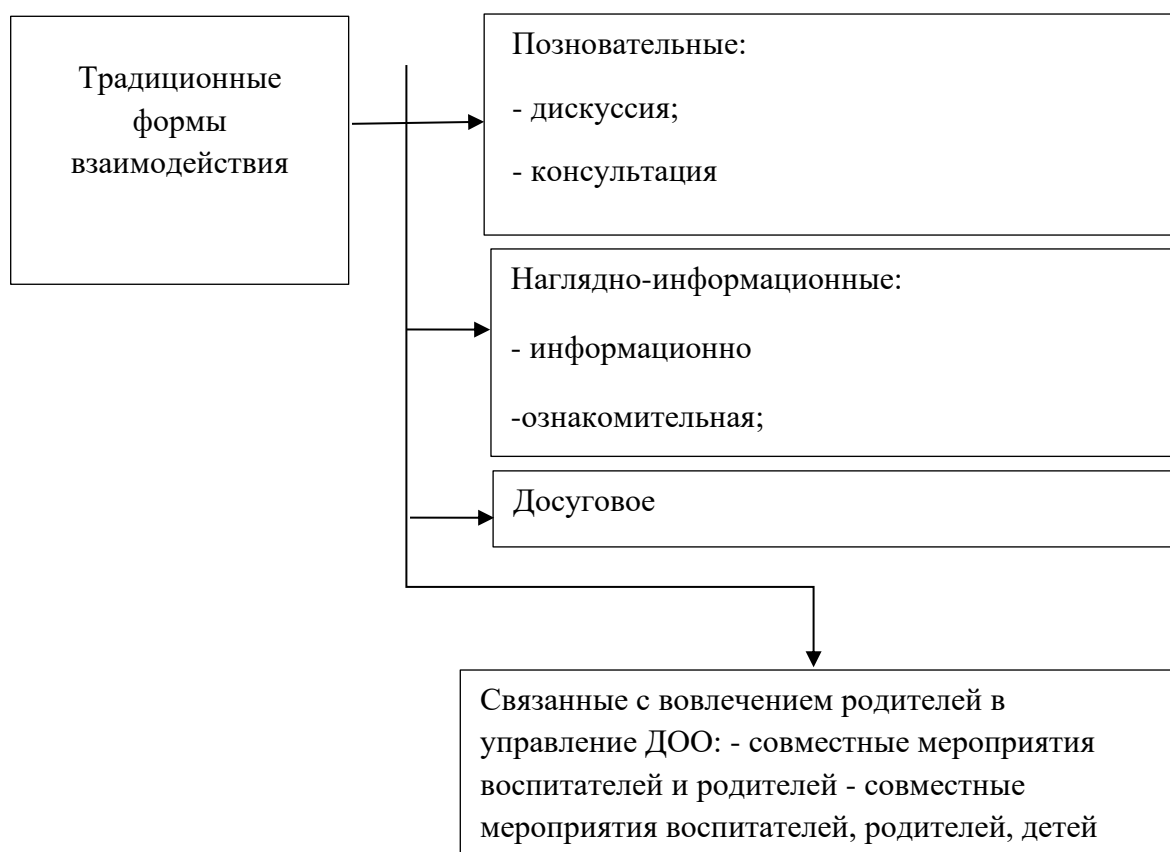 Традиционные
формы
взаимодействия
Позновательные:
- дискуссия;
- консультация
Наглядно-информационные:
- информационно
-ознакомительная;
Досуговое
Связанные с вовлечением родителей в
управление ДОО: - совместные мероприятия
воспитателей и родителей - совместные
мероприятия воспитателей, родителей, детей